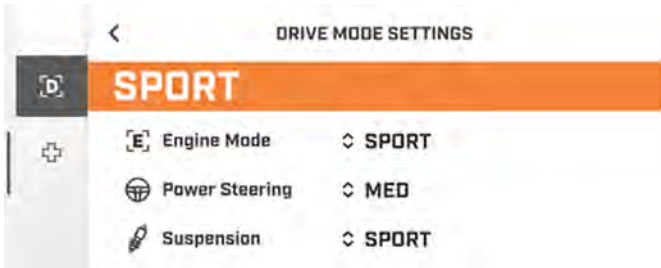 DRIVE MODE SETTINGS
[D]
SPORT
[E] Engine Mode SPORT
Power Steering MED
Suspension SPORT